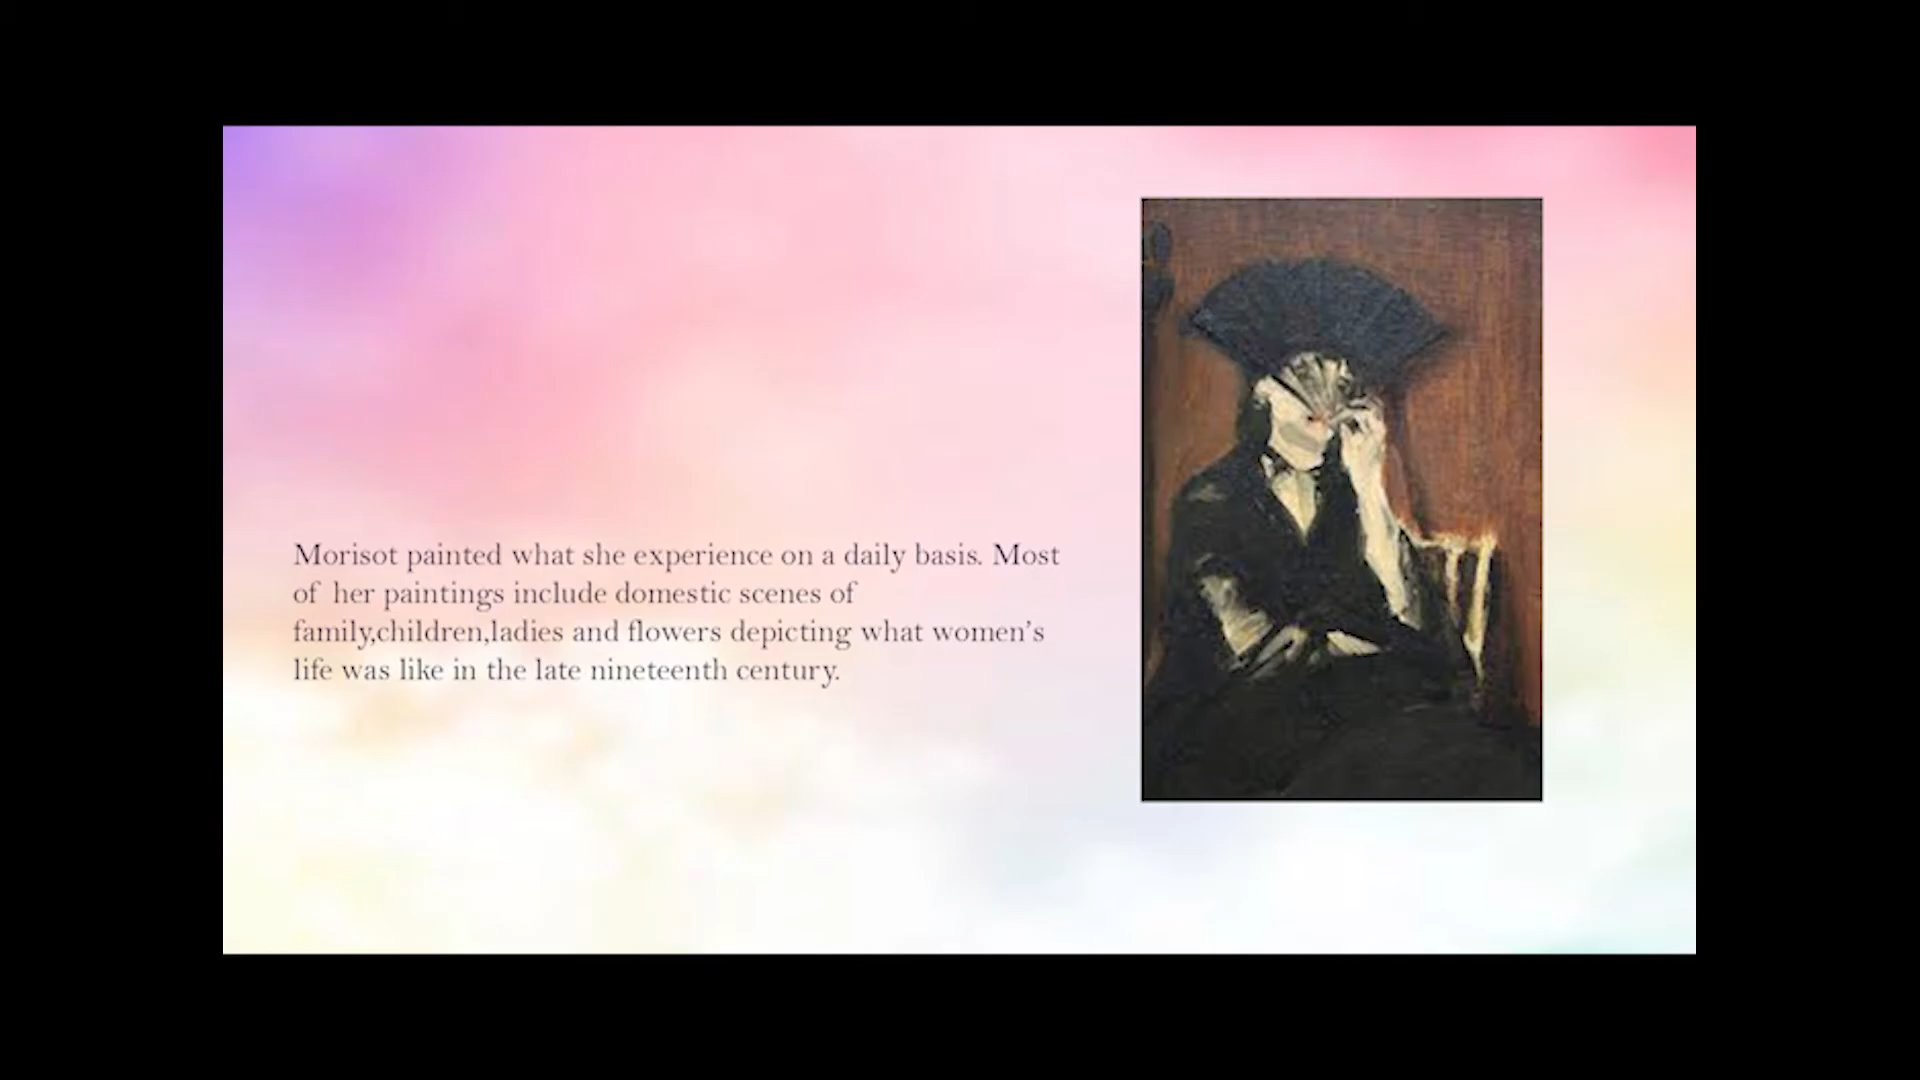 Morisot painted what she experience on a daily basis. Most
of her paintings include domestic scenes of
family,children,ladies and flowers depicting what women’s
life was like in the late nineteenth century.